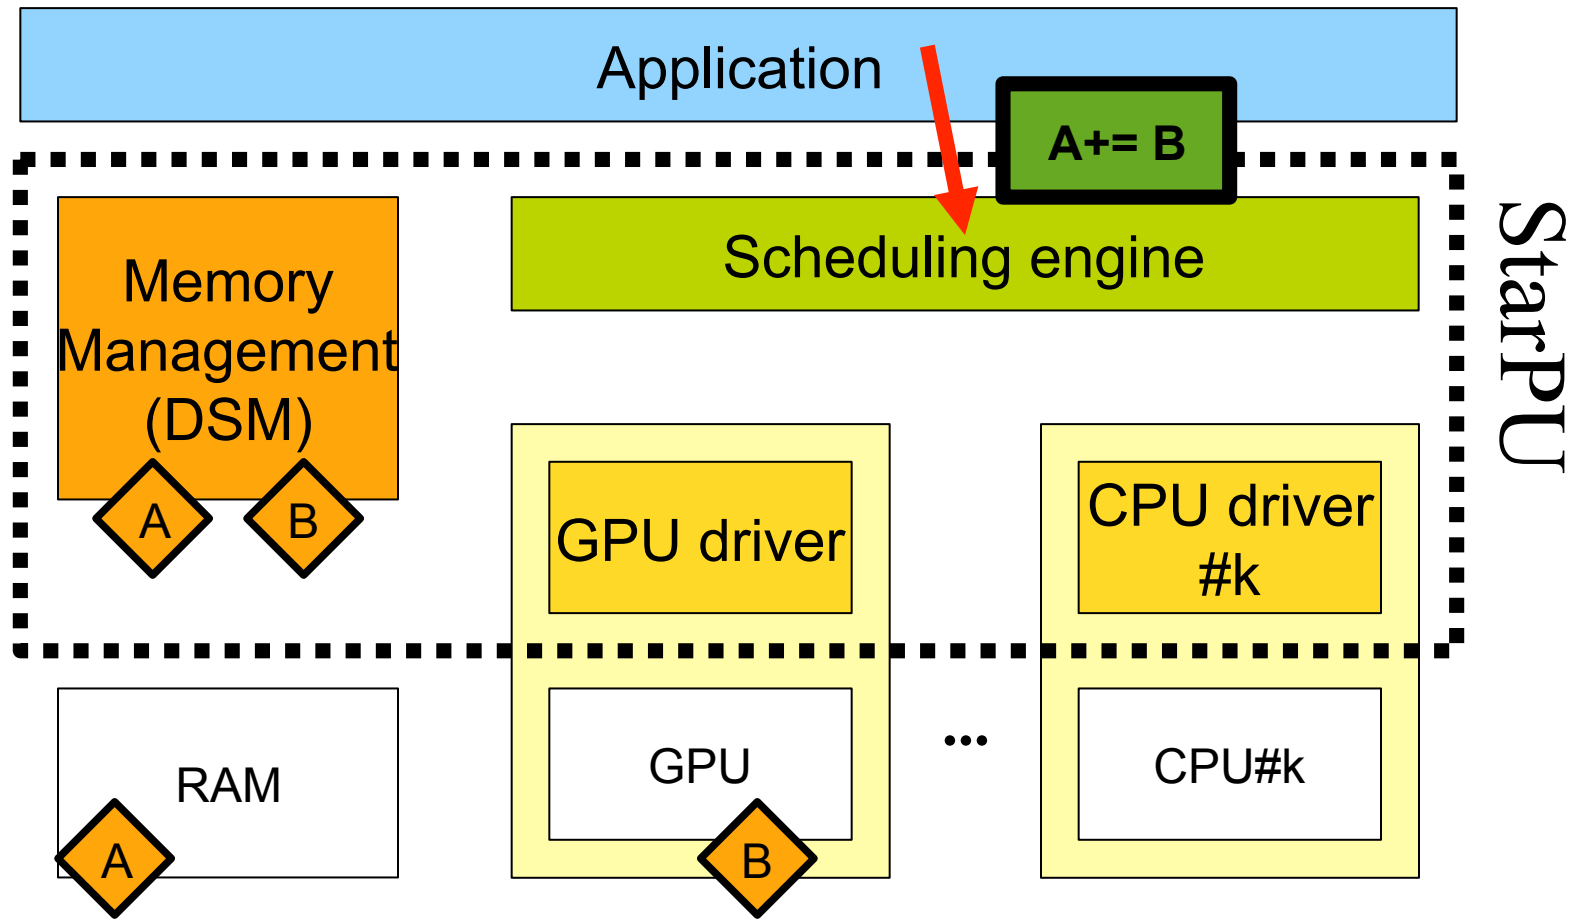 Application
A+= B
StarPU
Scheduling engine
Memory
Management
(DSM)
A
B
GPU driver
CPU driver
#k
RAM
GPU
...
CPU#k
A
B